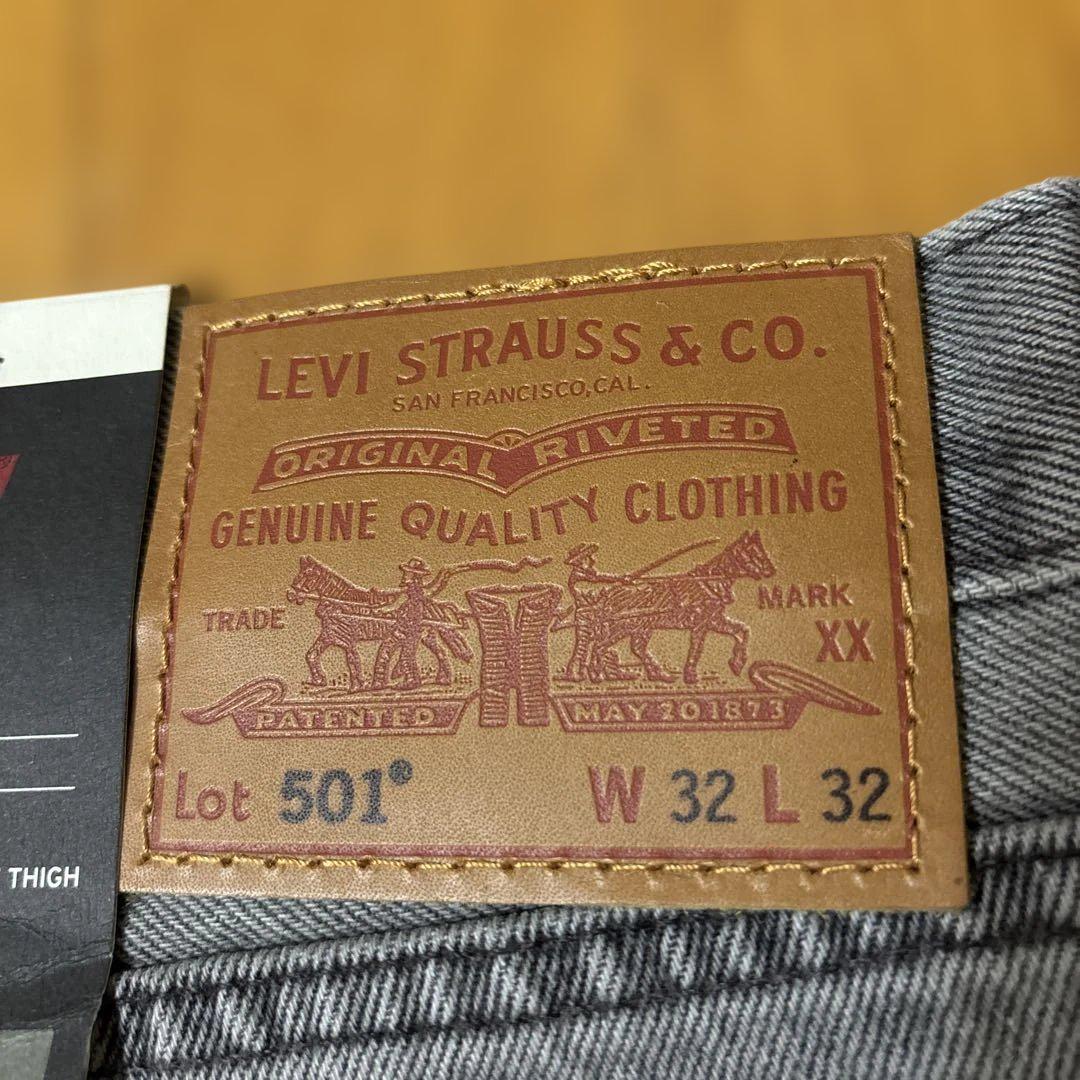 LEVI STRAUSS & CO.
SAN FRANCISCO, CAL.
ORIGINAL RIVETED
GENUINE QUALITY CLOTHING
TRADE MARK
XX
PATENTED MAY 20 1873
Lot 501® W 32 L 32
THIGH